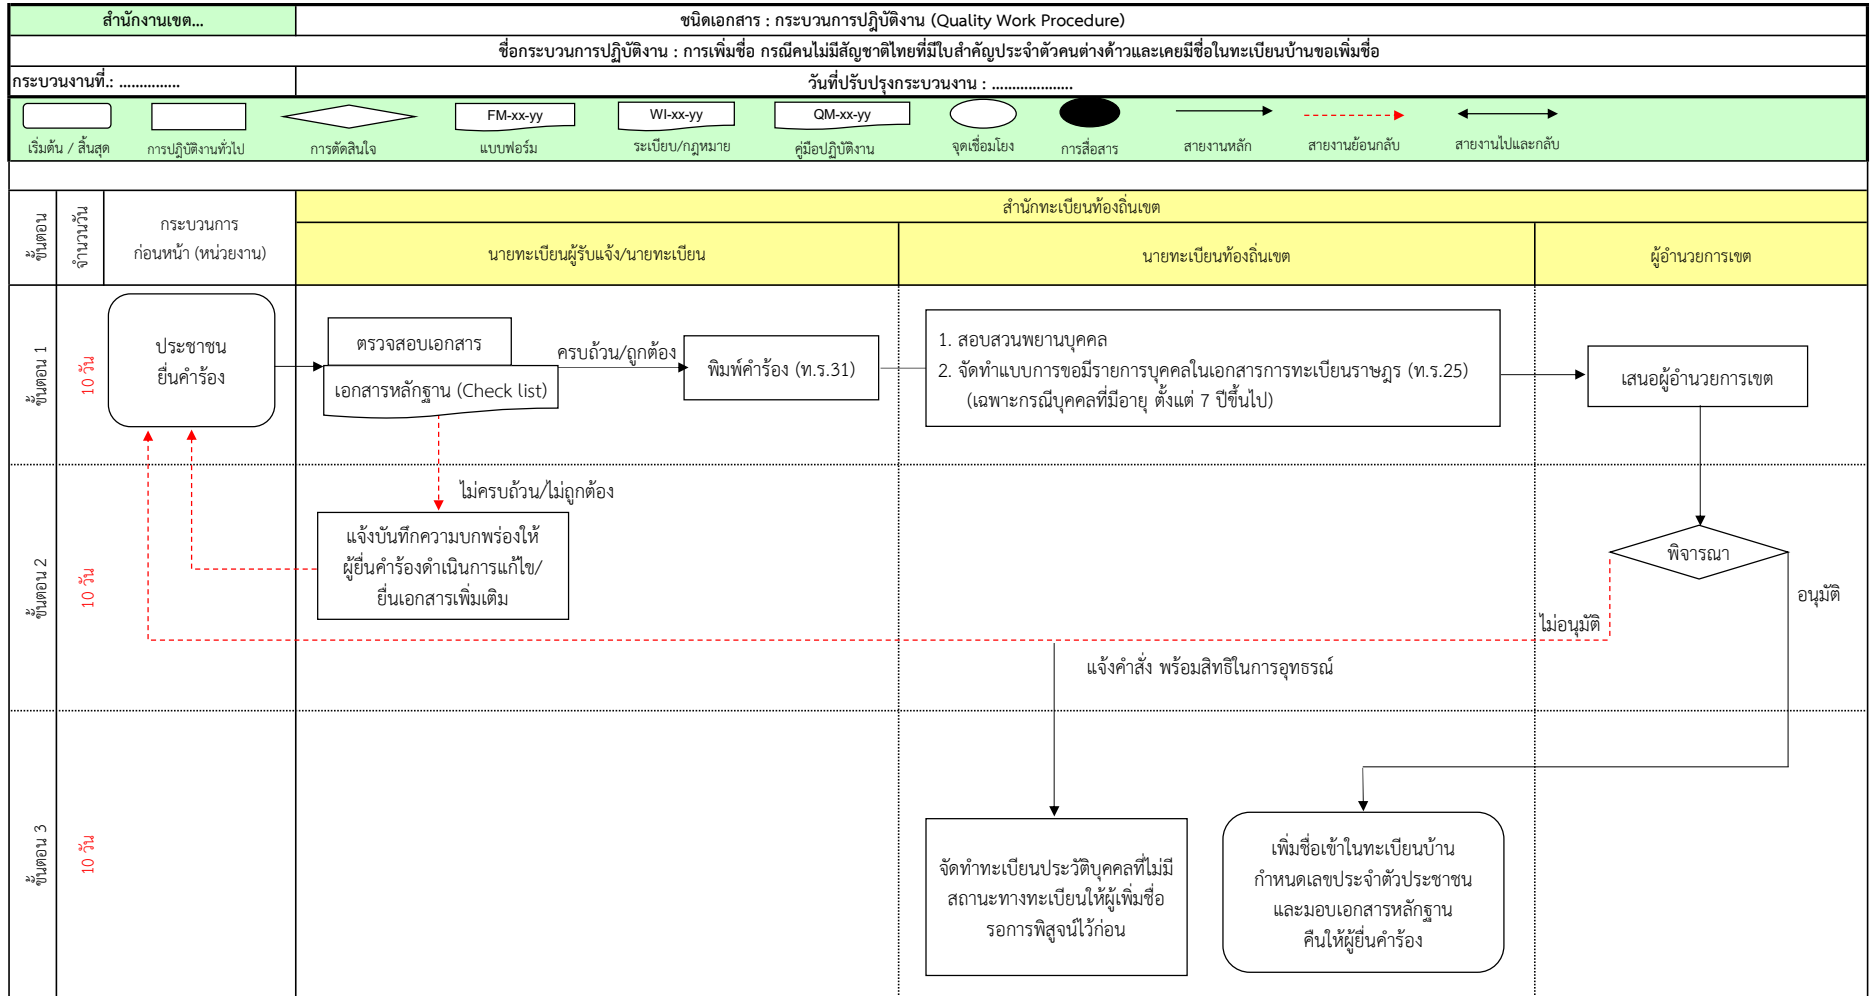 สำนักงานเขต...
ชนิดเอกสาร : กระบวนการปฏิบัติงาน (Quality Work Procedure)
ชื่อกระบวนการปฏิบัติงาน : การเพิ่มชื่อ กรณีคนไม่มีสัญชาติไทยที่มีใบสำคัญประจำตัวคนต่างด้าวและเคยมีชื่อในทะเบียนบ้านขอเพิ่มชื่อ
กระบวนงานที่.: ...............
วันที่ปรับปรุงกระบวนงาน : ....................
FM-xx-yy
WI-xx-yy
QM-xx-yy
เริ่มต้น / สิ้นสุด
การปฏิบัติงานทั่วไป
การตัดสินใจ
แบบฟอร์ม
ระเบียบ/กฎหมาย
คู่มือปฏิบัติงาน
จุดเชื่อมโยง
การสื่อสาร
สายงานหลัก
สายงานย้อนกลับ
สายงานไปและกลับ
ขั้นตอน
จำนวนวัน
กระบวนการ
ก่อนหน้า (หน่วยงาน)
สำนักทะเบียนท้องถิ่นเขต
นายทะเบียนผู้รับแจ้ง/นายทะเบียน
นายทะเบียนท้องถิ่นเขต
ผู้อำนวยการเขต
ขั้นตอน 1
10 วัน
ประชาชน
ยื่นคำร้อง
ตรวจสอบเอกสาร
เอกสารหลักฐาน (Check list)
ครบถ้วน/ถูกต้อง
พิมพ์คำร้อง (ท.ร.31)
1. สอบสวนพยานบุคคล
2. จัดทำแบบการขอมีรายการบุคคลในเอกสารการทะเบียนราษฎร (ท.ร.25)
(เฉพาะกรณีบุคคลที่มีอายุ ตั้งแต่ 7 ปีขึ้นไป)
เสนอผู้อำนวยการเขต
ขั้นตอน 2
10 วัน
ไม่ครบถ้วน/ไม่ถูกต้อง
แจ้งบันทึกความบกพร่องให้
ผู้ยื่นคำร้องดำเนินการแก้ไข/
ยื่นเอกสารเพิ่มเติม
พิจารณา
อนุมัติ
ไม่อนุมัติ
แจ้งคำสั่ง พร้อมสิทธิในการอุทธรณ์
ขั้นตอน 3
10 วัน
จัดทำทะเบียนประวัติบุคคลที่ไม่มี
สถานะทางทะเบียนให้ผู้เพิ่มชื่อ
รอการพิสูจน์ไว้ก่อน
เพิ่มชื่อเข้าในทะเบียนบ้าน
กำหนดเลขประจำตัวประชาชน
และมอบเอกสารหลักฐาน
คืนให้ผู้ยื่นคำร้อง